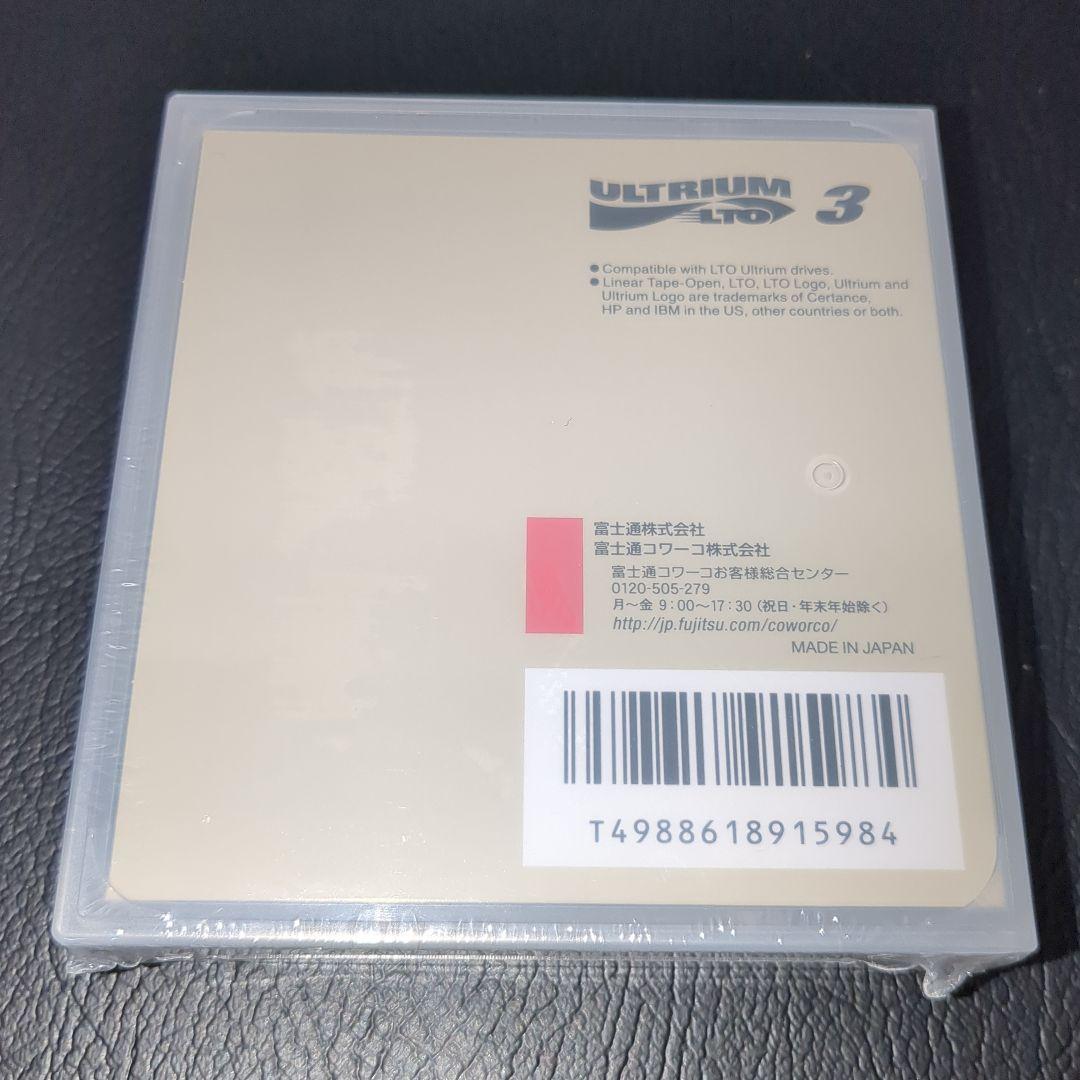 ULTRIUM
LTO
3
● Compatible with LTO Ultrium drives.
● Linear Tape-Open, LTO, LTO Logo, Ultrium and
Ultrium Logo are trademarks of Certance,
HP and IBM in the US, other countries or both.
富士通株式会社
富士通コワーコ株式会社
富士通コワーコお客様総合センター
0120-505-279
月〜金 9:00〜17:30（祝日・年末年始除く）
http://jp.fujitsu.com/coworco/
MADE IN JAPAN
T4988618915984